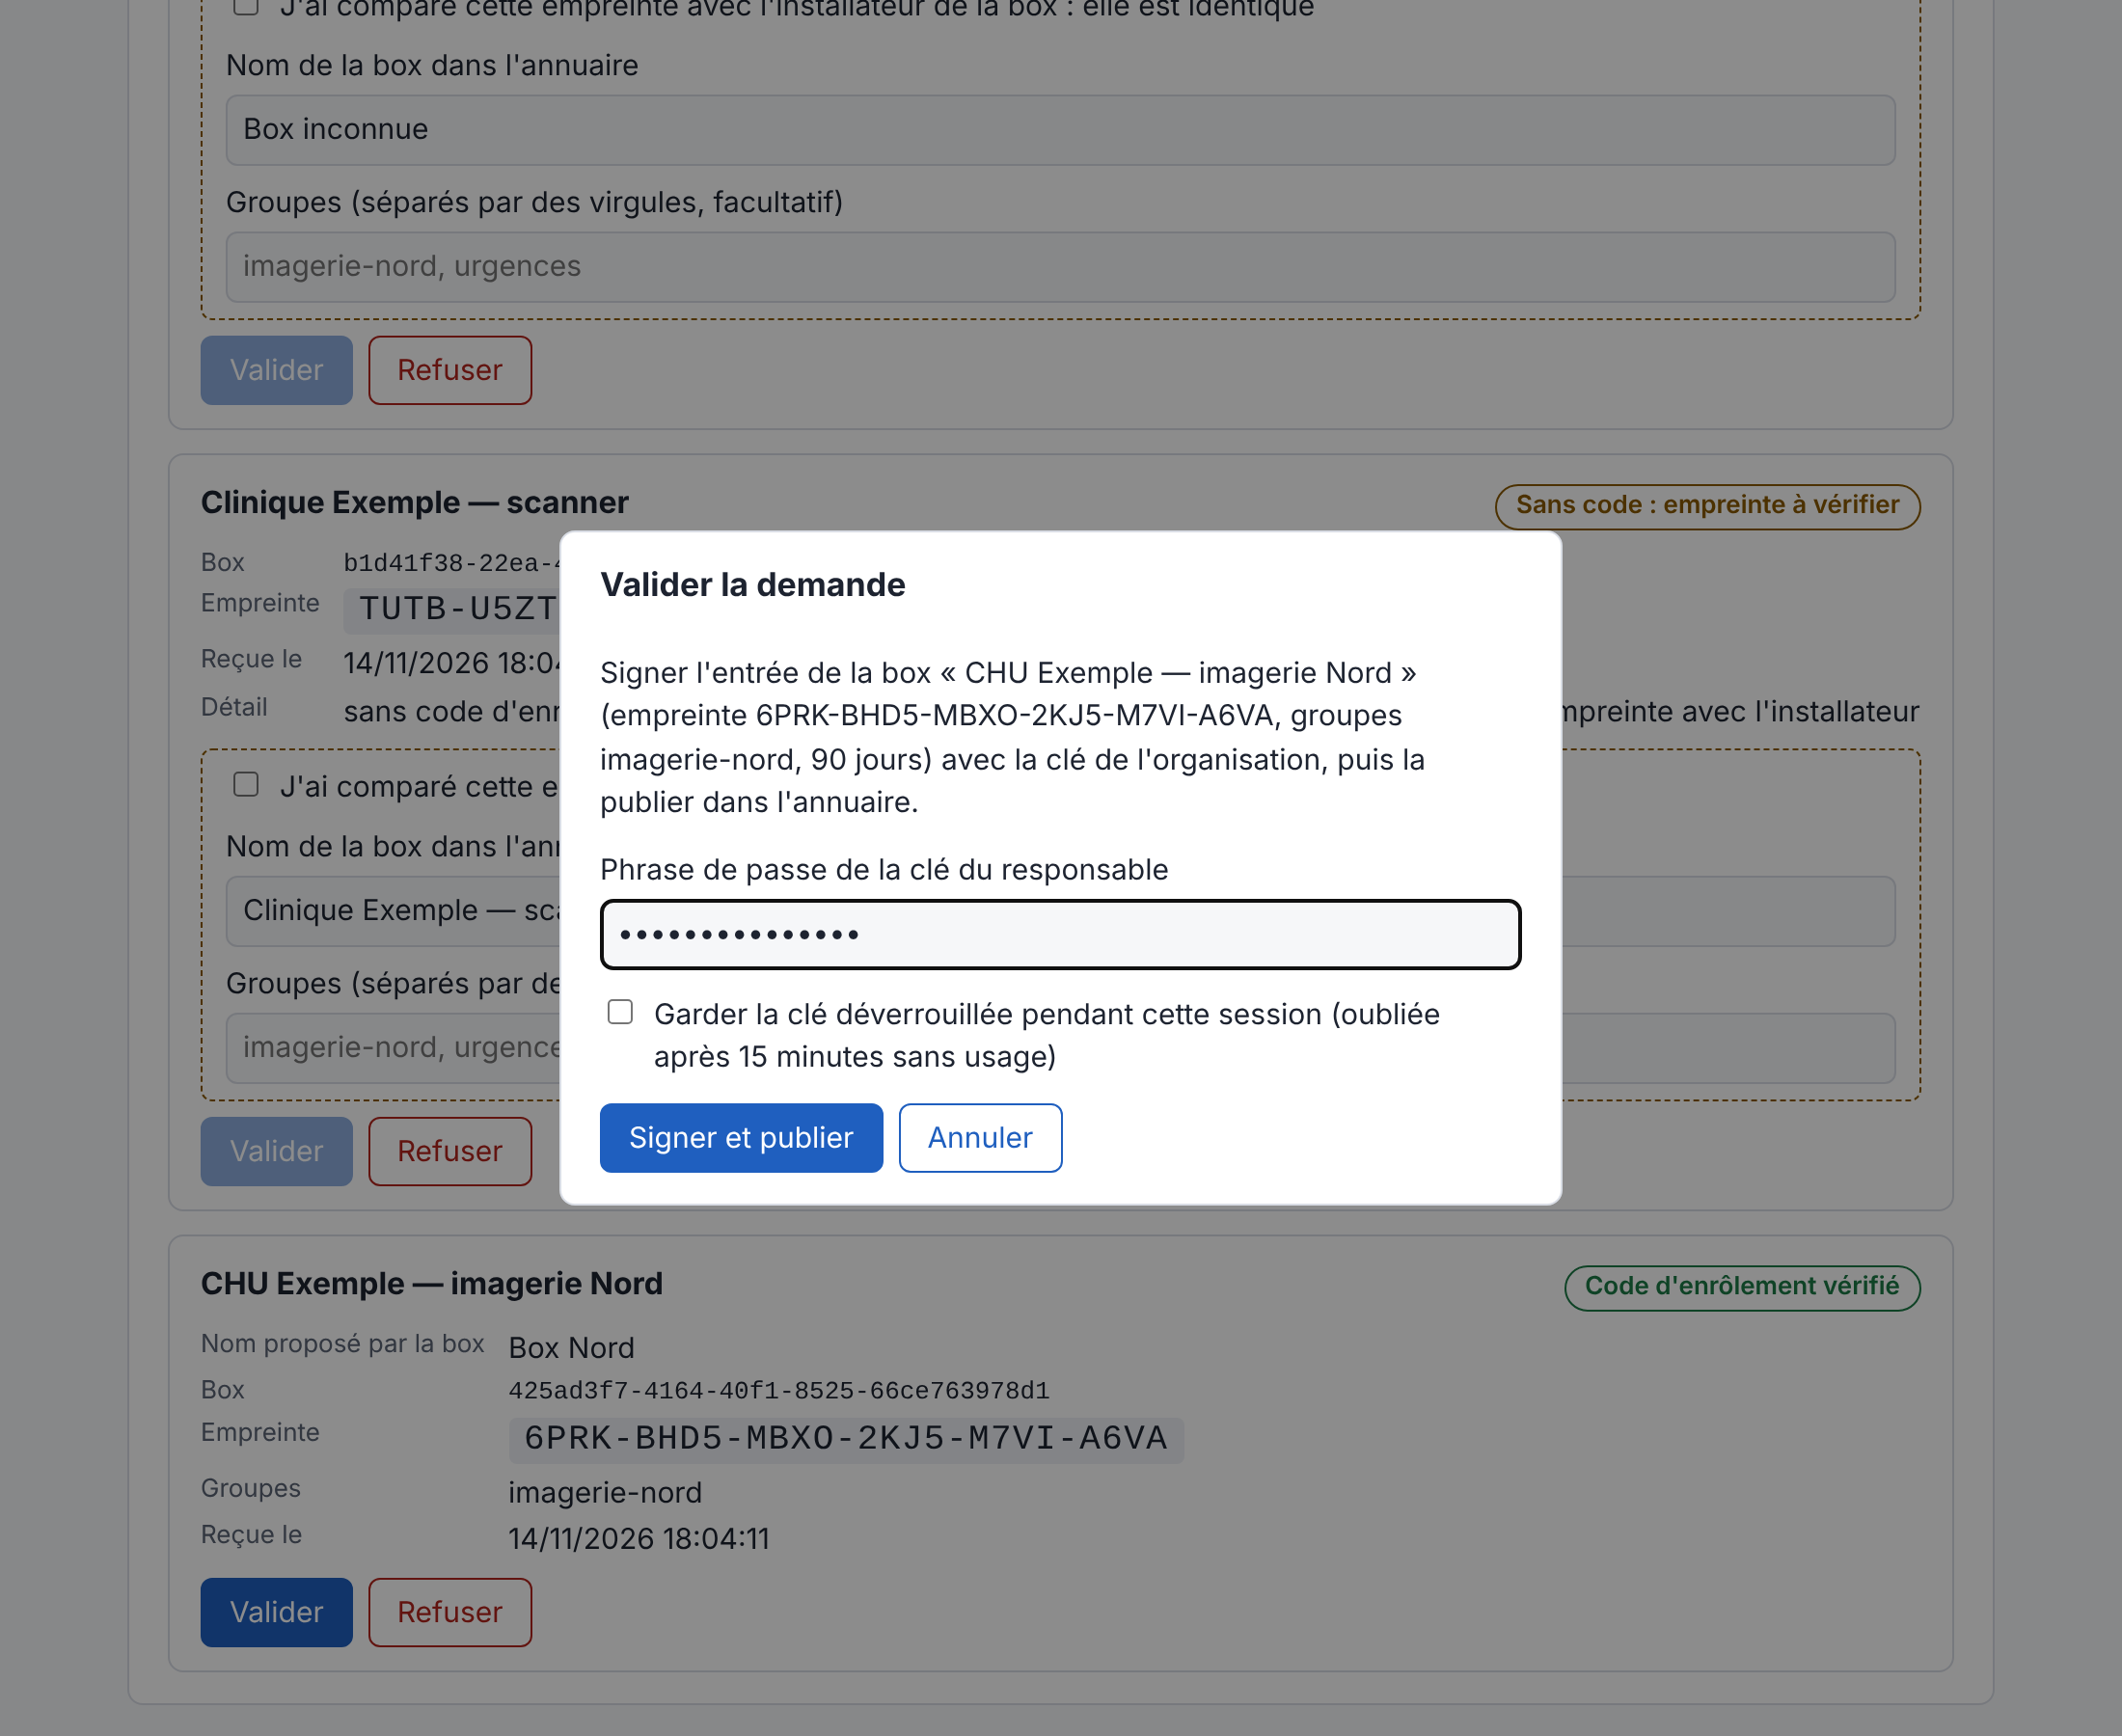 J'ai comparé cette empreinte avec l'installateur de la box : elle est identique
Nom de la box dans l'annuaire
Box inconnue
Groupes (séparés par des virgules, facultatif)
imagerie-nord, urgences
Valider
Refuser
Clinique Exemple — scanner
Sans code : empreinte à vérifier
Box
b1d41f38-22ea-
Empreinte
TUTB-U5ZT
Reçue le
14/11/2026 18:04
Détail
sans code d'enr
empreinte avec l'installateur
J'ai comparé cette e
Nom de la box dans l'ann
Clinique Exemple — sca
Groupes (séparés par de
imagerie-nord, urgence
Valider
Refuser
Valider la demande
Signer l'entrée de la box « CHU Exemple — imagerie Nord »
(empreinte 6PRK-BHD5-MBXO-2KJ5-M7VI-A6VA, groupes
imagerie-nord, 90 jours) avec la clé de l'organisation, puis la
publier dans l'annuaire.
Phrase de passe de la clé du responsable
•••••••••••••••
Garder la clé déverrouillée pendant cette session (oubliée
après 15 minutes sans usage)
Signer et publier
Annuler
CHU Exemple — imagerie Nord
Code d'enrôlement vérifié
Nom proposé par la box
Box Nord
Box
425ad3f7-4164-40f1-8525-66ce763978d1
Empreinte
6PRK-BHD5-MBXO-2KJ5-M7VI-A6VA
Groupes
imagerie-nord
Reçue le
14/11/2026 18:04:11
Valider
Refuser